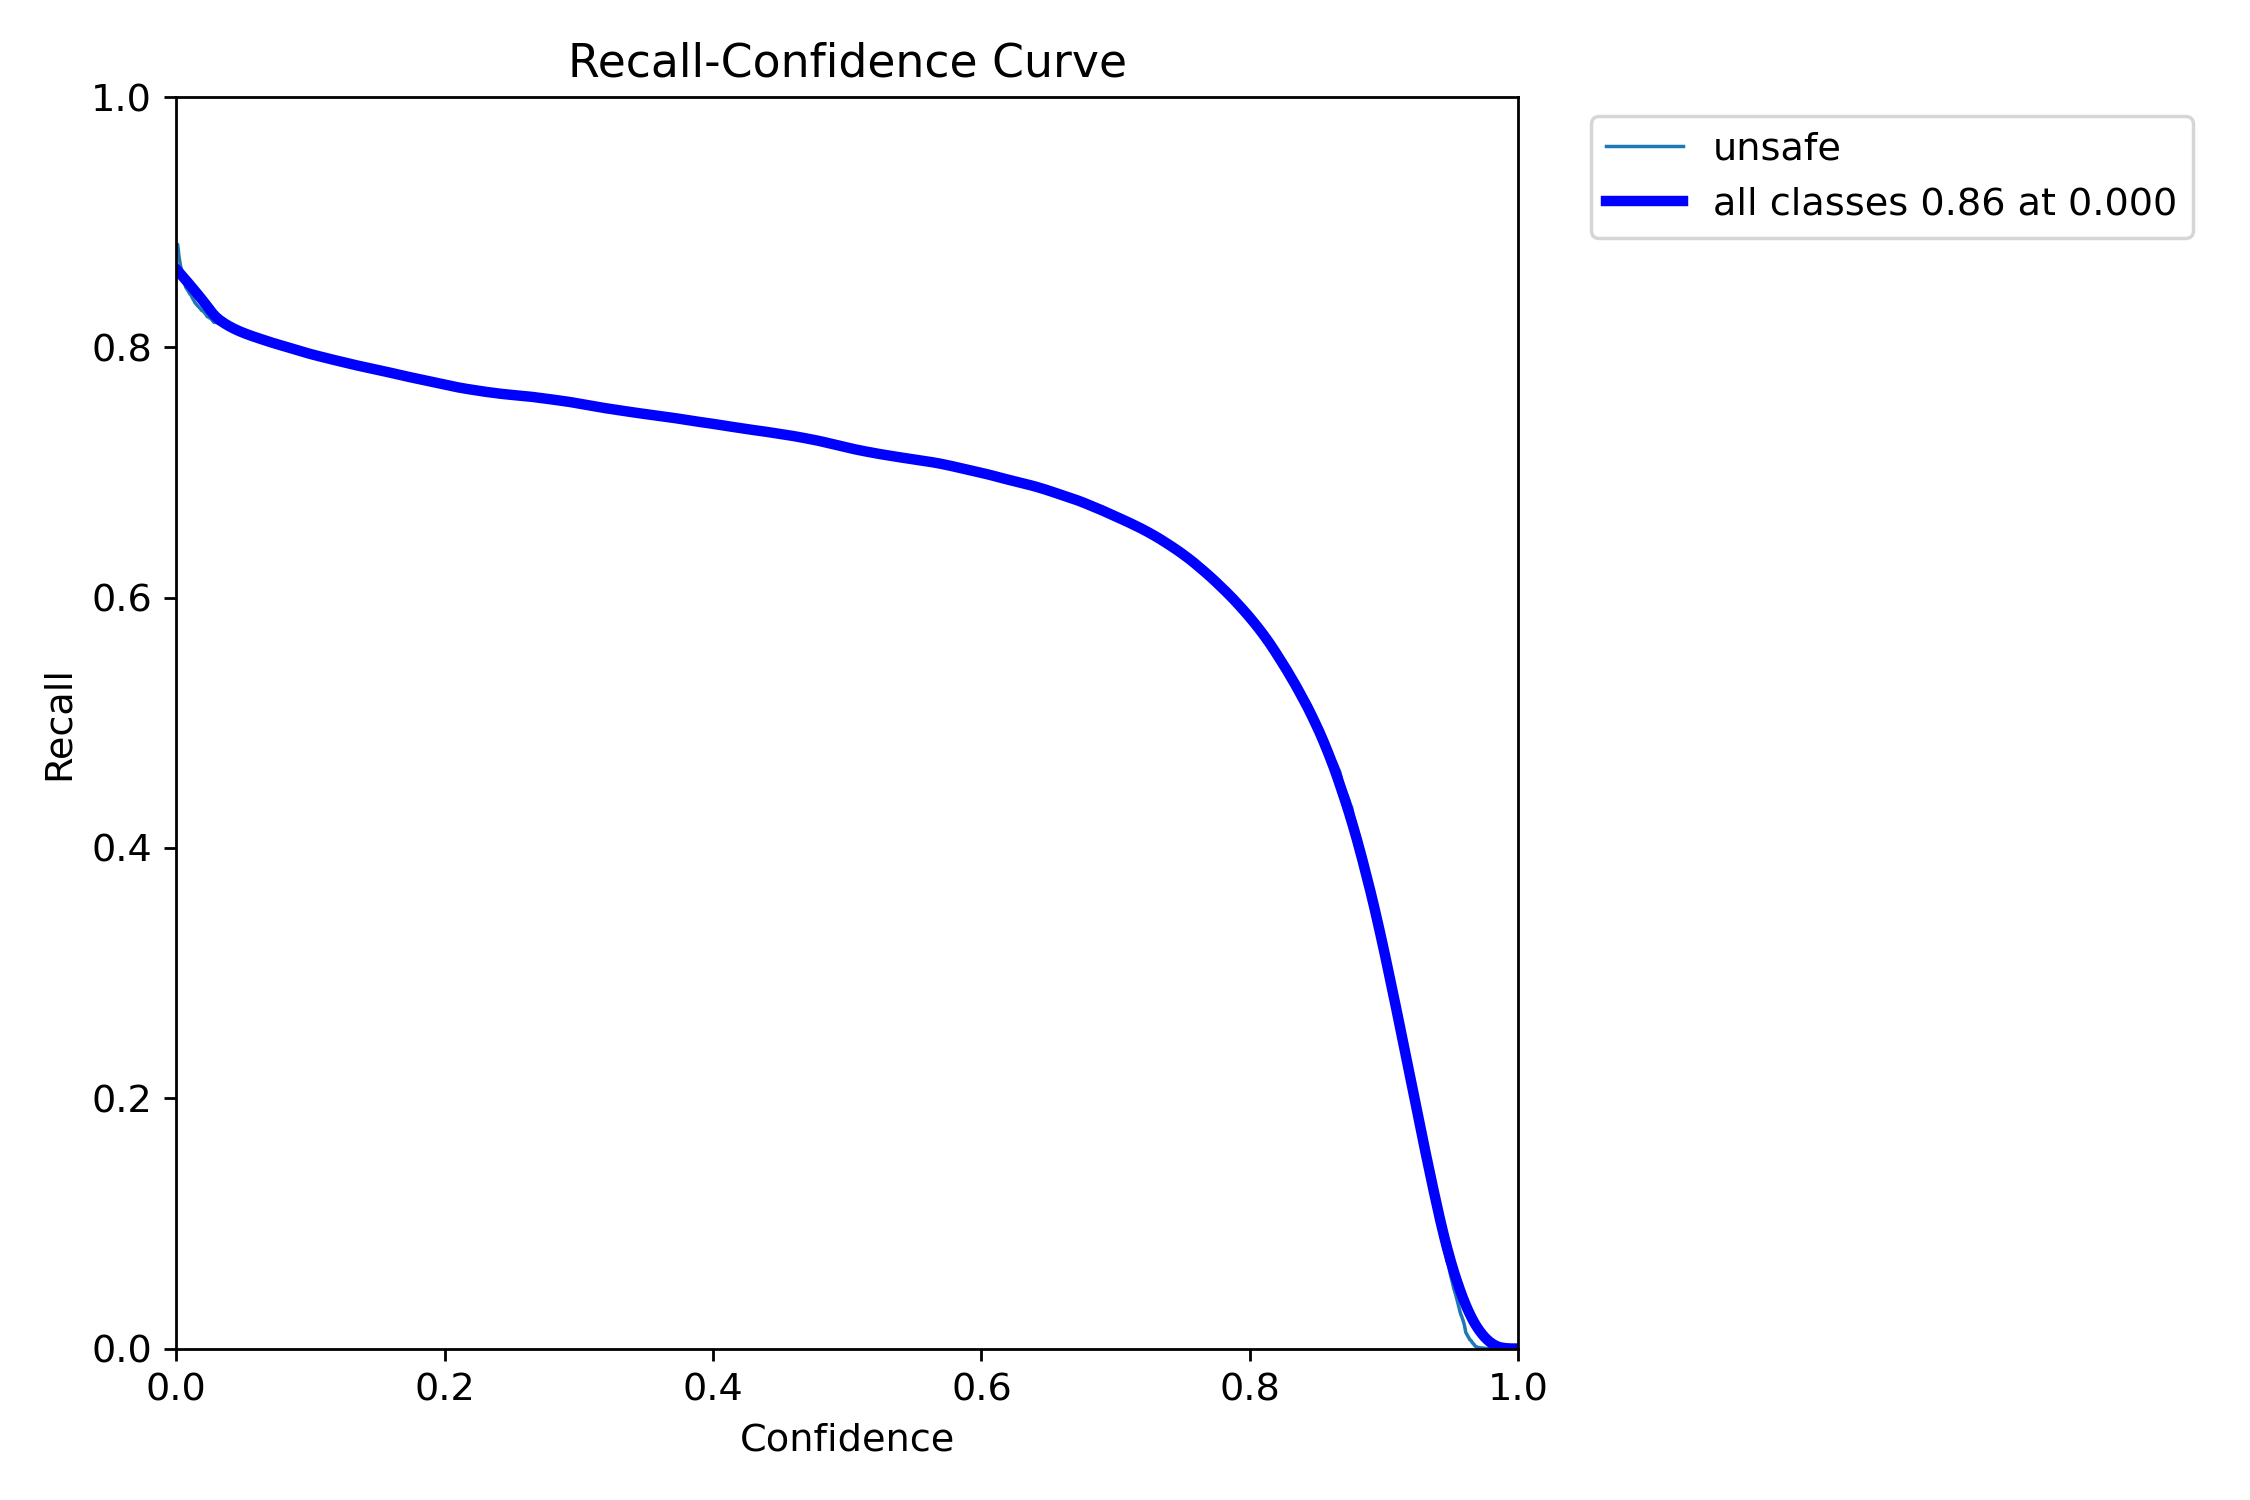 Recall-Confidence Curve
unsafe
all classes 0.86 at 0.000
1.0
0.8
0.6
0.4
0.2
0.0
Recall
0.0 0.2 0.4 0.6 0.8 1.0
Confidence